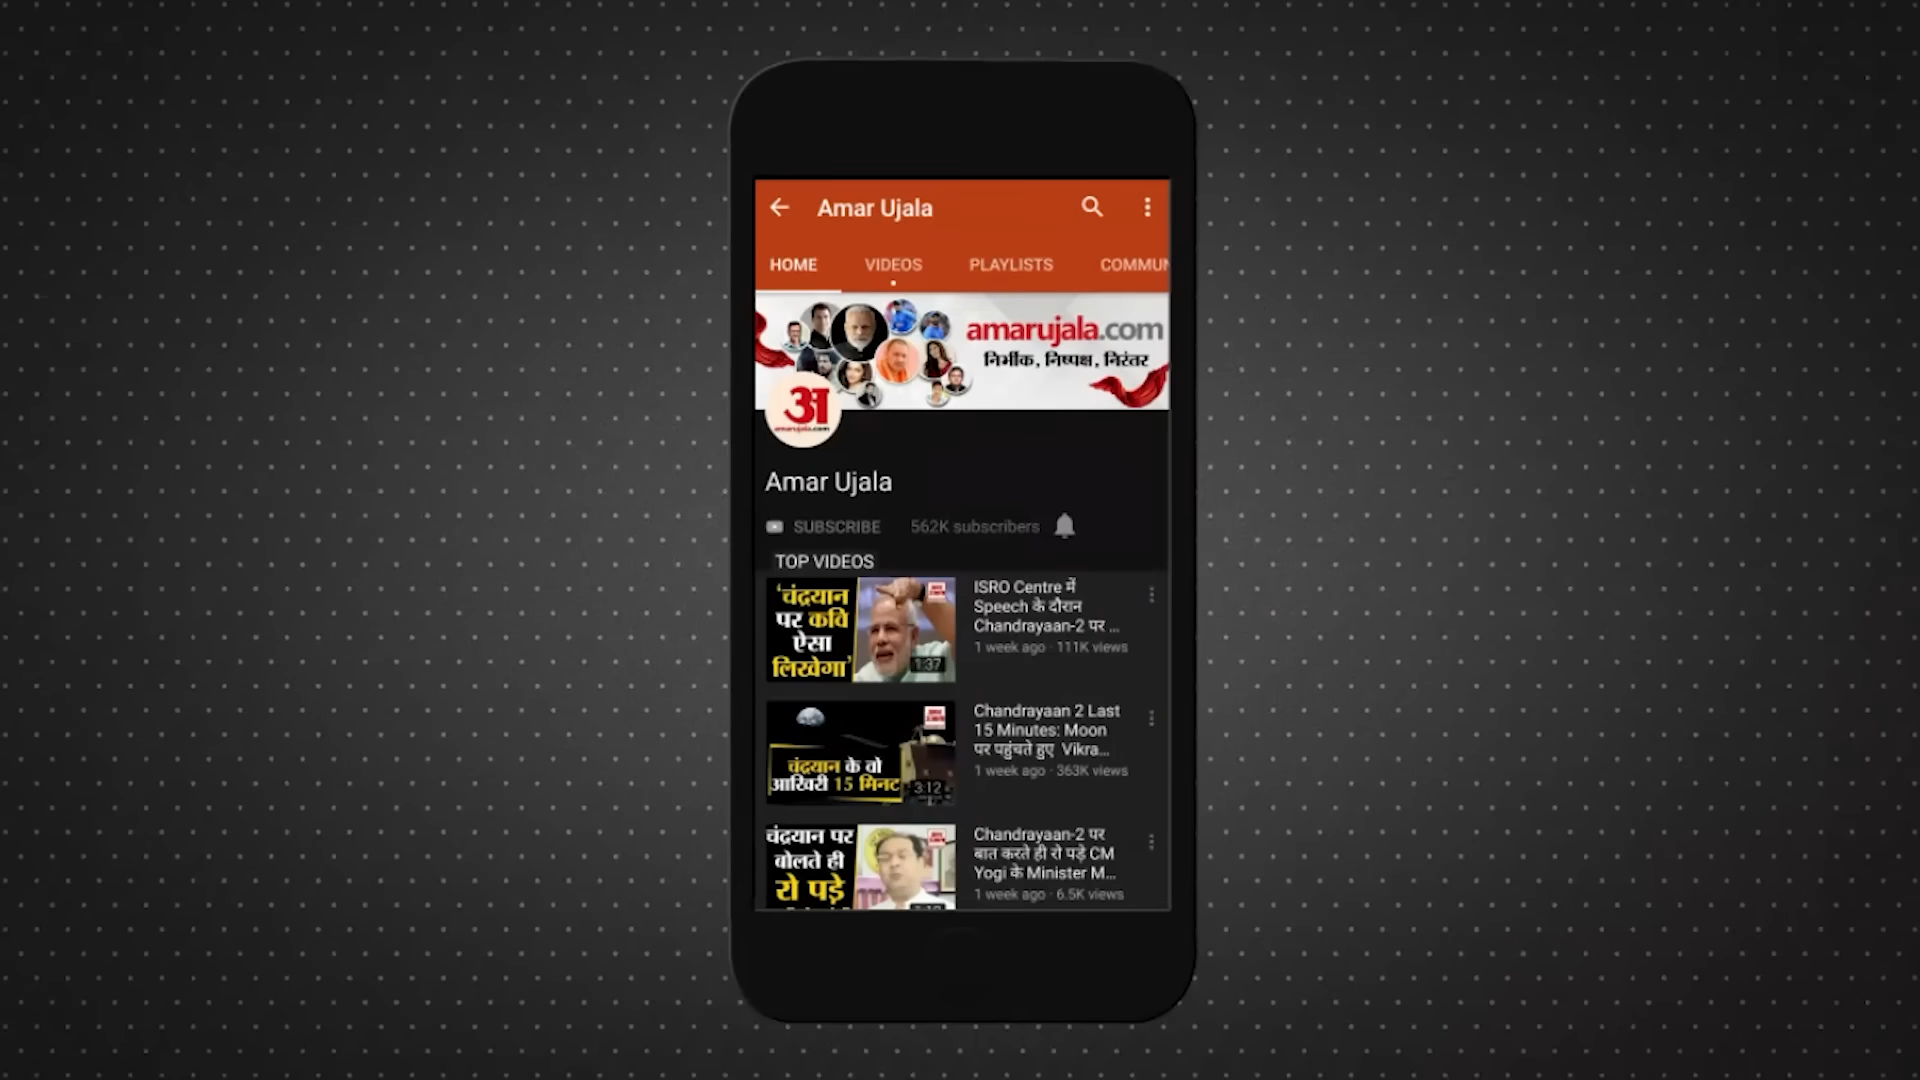 Amar Ujala
HOME VIDEOS PLAYLISTS COMMUN
amarujala.com
निर्भीक, निष्पक्ष, निरंतर
अ
amarujala.com
Amar Ujala
SUBSCRIBE 562K subscribers
TOP VIDEOS
‘चंद्रयान
पर कवि
ऐसा
लिखेगा’
1:37
ISRO Centre में
Speech के दौरान
Chandrayaan-2 पर ...
1 week ago · 111K views
चंद्रयान के वो
आखिरी 15 मिनट
3:12
Chandrayaan 2 Last
15 Minutes: Moon
पर पहुंचते हुए Vikra...
1 week ago · 363K views
चंद्रयान पर
बोलते ही
रो पड़े
Chandrayaan-2 पर
बात करते ही रो पड़े CM
Yogi के Minister M...
1 week ago · 6.5K views